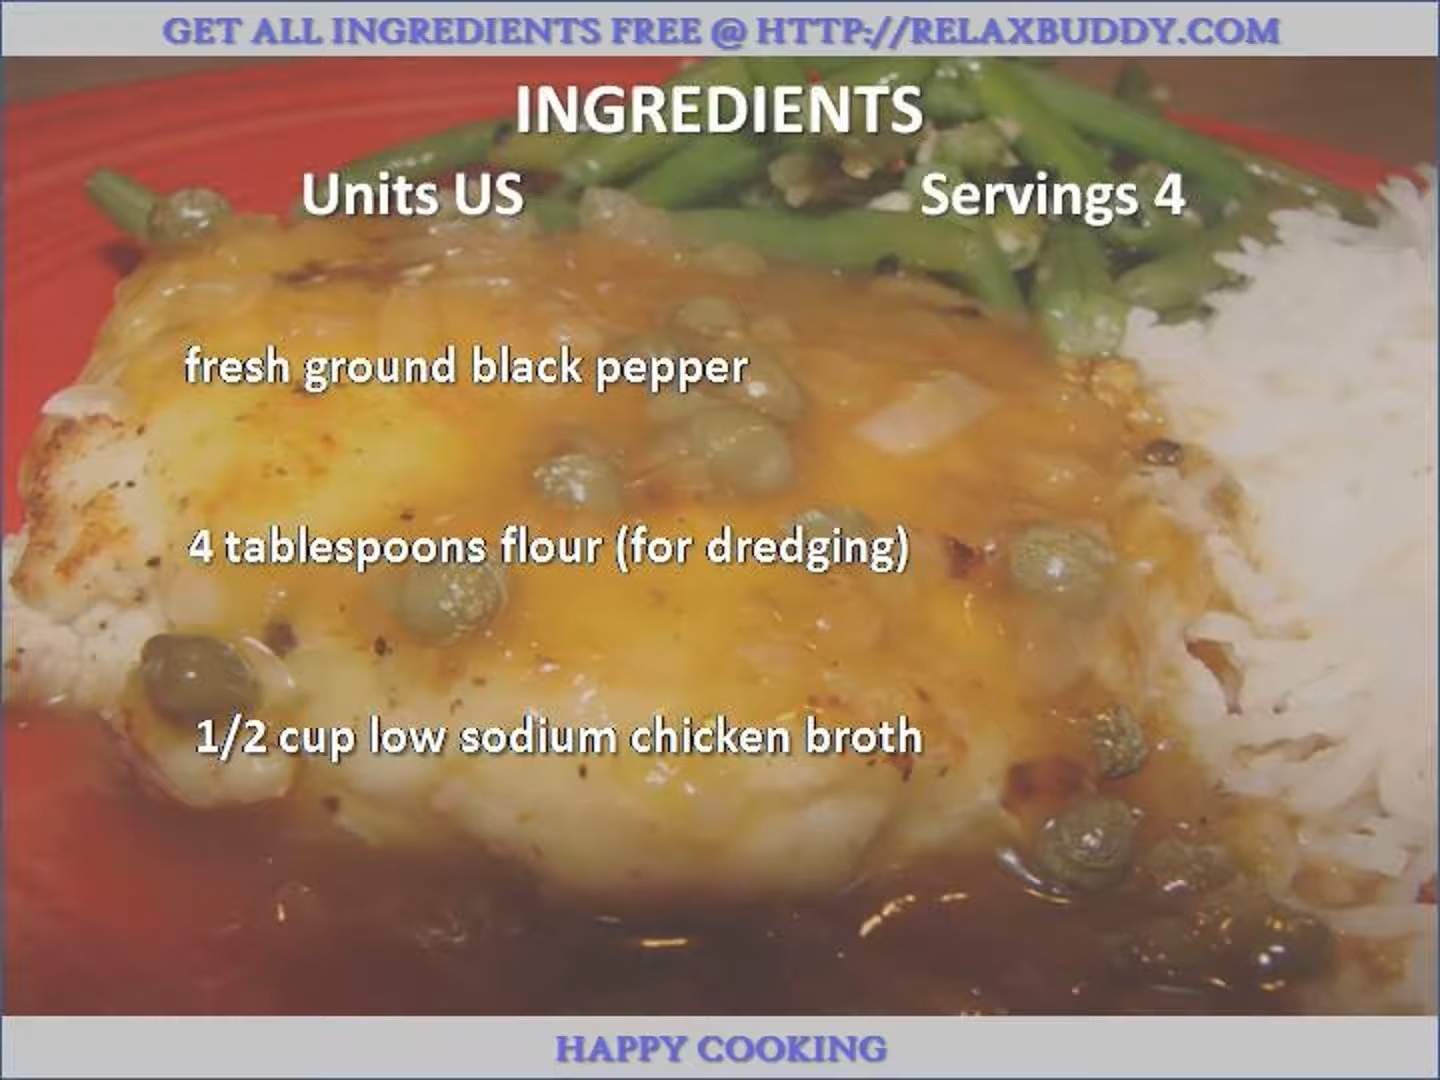 GET ALL INGREDIENTS FREE @ HTTP://RELAXBUDDY.COM
INGREDIENTS
Units US Servings 4
fresh ground black pepper
4 tablespoons flour (for dredging)
1/2 cup low sodium chicken broth
HAPPY COOKING